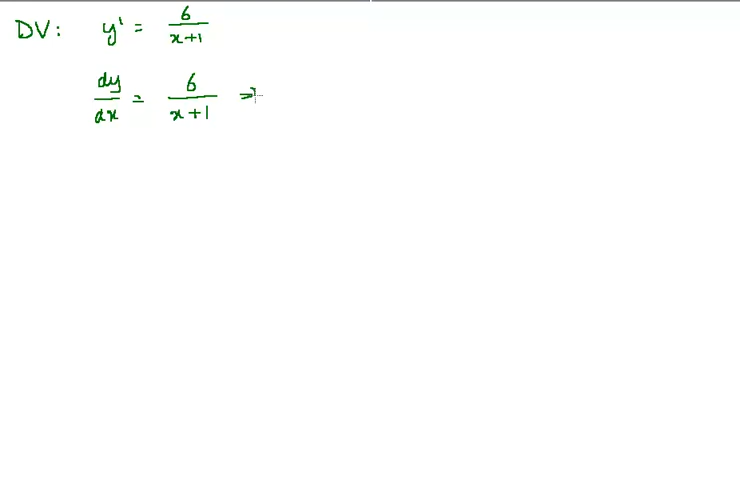 DV: y' = 6/(x+1)
dy/dx = 6/(x+1) ⇒